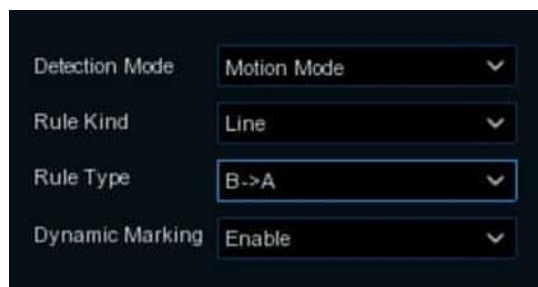 Detection Mode Motion Mode
Rule Kind Line
Rule Type B->A
Dynamic Marking Enable